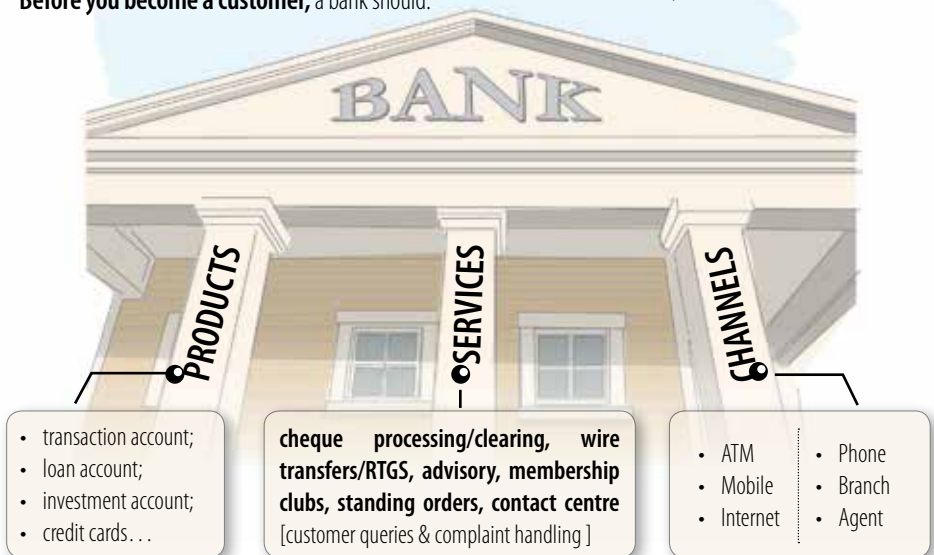 Before you become a customer, a bank should:
BANK
PRODUCTS
SERVICES
CHANNELS
• transaction account;
• loan account;
• investment account;
• credit cards…
cheque processing/clearing, wire
transfers/RTGS, advisory, membership
clubs, standing orders, contact centre
[customer queries & complaint handling ]
• ATM
• Mobile
• Internet
• Phone
• Branch
• Agent